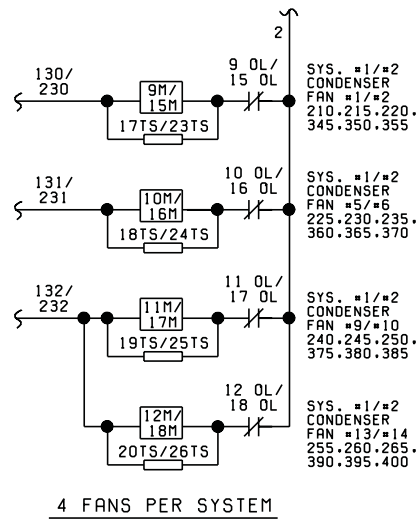 2
130/
230
9M/
15M
9 OL/
15 OL
17TS/23TS
SYS. #1/#2
CONDENSER
FAN #1/#2
210.215.220.
345.350.355
131/
231
10M/
16M
10 OL/
16 OL
18TS/24TS
SYS. #1/#2
CONDENSER
FAN #5/#6
225.230.235.
360.365.370
132/
232
11M/
17M
11 OL/
17 OL
19TS/25TS
SYS. #1/#2
CONDENSER
FAN #9/#10
240.245.250.
375.380.385
12M/
18M
12 OL/
18 OL
20TS/26TS
SYS. #1/#2
CONDENSER
FAN #13/#14
255.260.265.
390.395.400
4 FANS PER SYSTEM